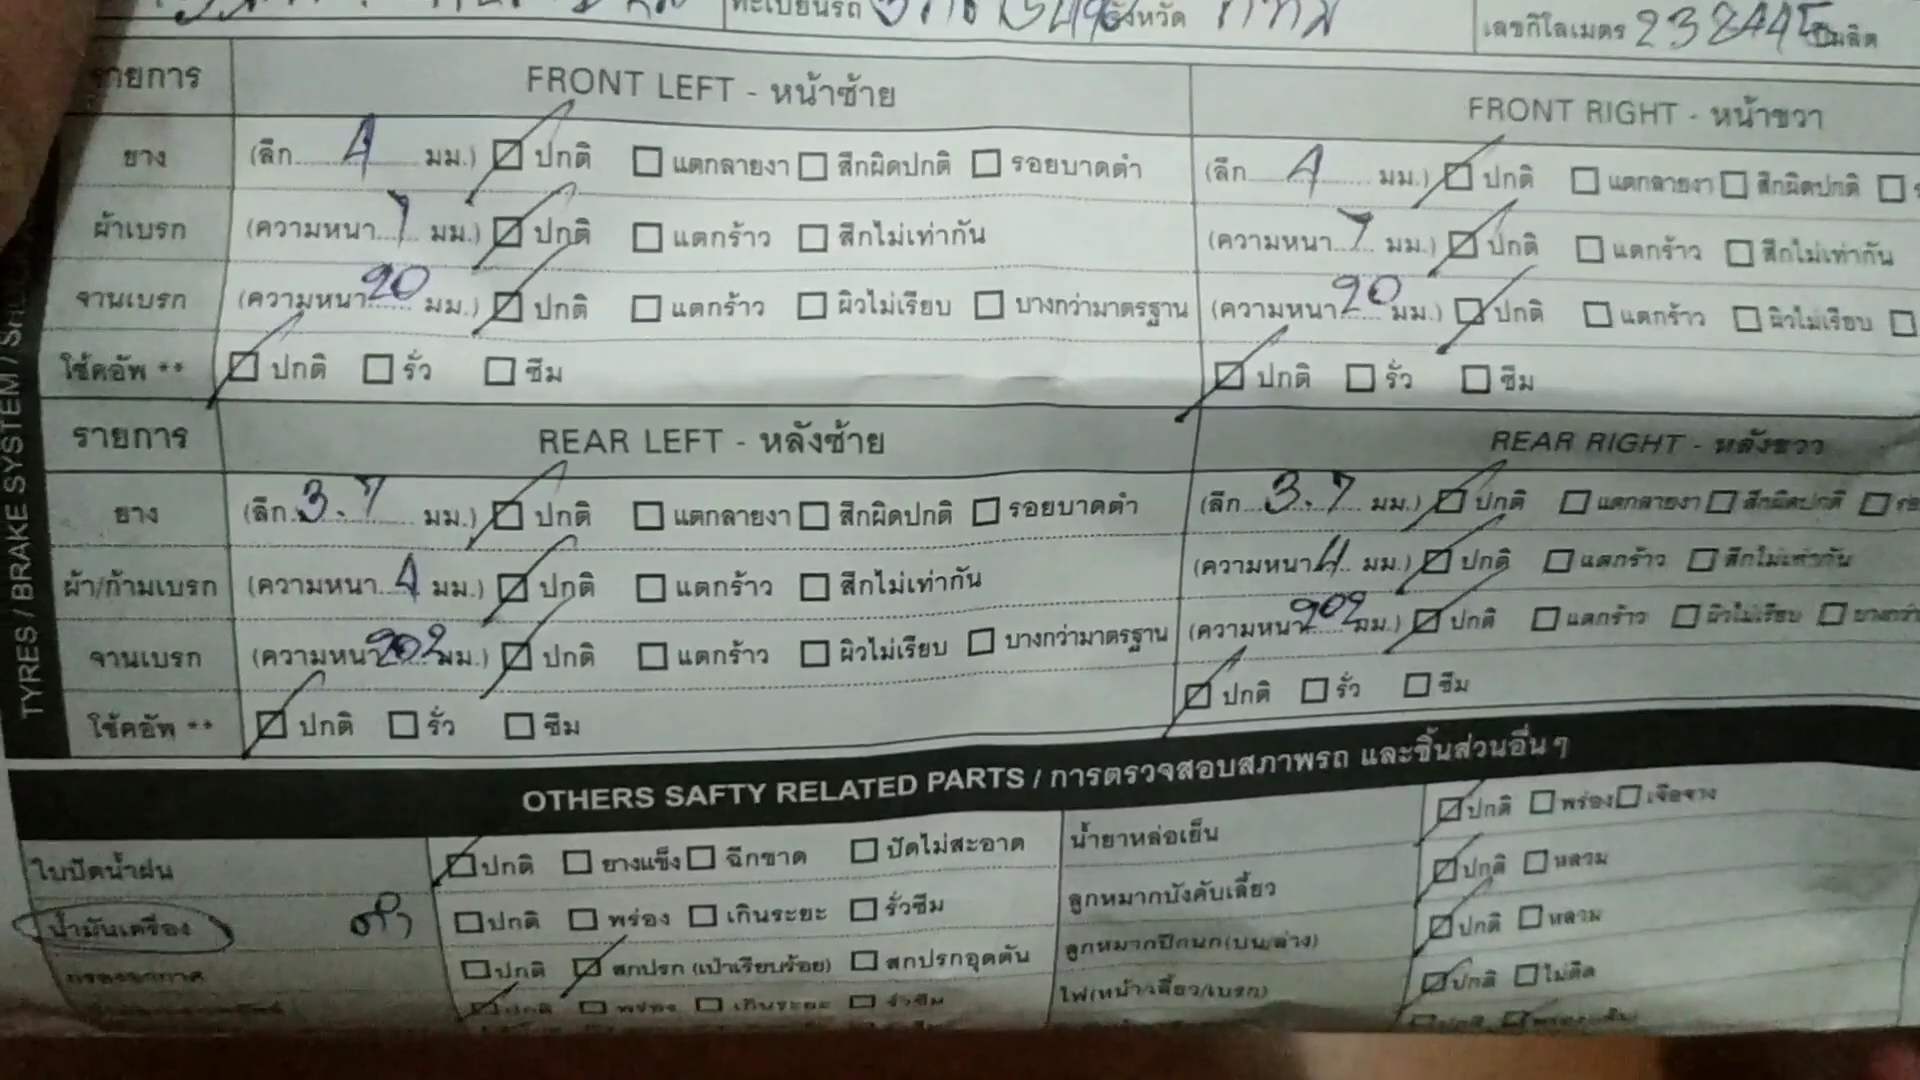 ทะเบียนรถ จังหวัด กทม เลขกิโลเมตร 232445 ปีผลิต
รายการ FRONT LEFT - หน้าซ้าย FRONT RIGHT - หน้าขวา
ยาง (ลึก 4 มม.) ปกติ แตกลายงา สึกผิดปกติ รอยบาดตำ (ลึก 4 มม.) ปกติ แตกลายงา สึกผิดปกติ
ผ้าเบรก (ความหนา 7 มม.) ปกติ แตกร้าว สึกไม่เท่ากัน (ความหนา 7 มม.) ปกติ แตกร้าว สึกไม่เท่ากัน
จานเบรก (ความหนา 20 มม.) ปกติ แตกร้าว ผิวไม่เรียบ บางกว่ามาตรฐาน (ความหนา 20 มม.) ปกติ แตกร้าว ผิวไม่เรียบ
โช้คอัพ ** ปกติ รั่ว ซึม ปกติ รั่ว ซึม
รายการ REAR LEFT - หลังซ้าย REAR RIGHT - หลังขวา
ยาง (ลึก 3.7 มม.) ปกติ แตกลายงา สึกผิดปกติ รอยบาดตำ (ลึก 3.7 มม.) ปกติ แตกลายงา สึกผิดปกติ
ผ้า/ก้ามเบรก (ความหนา 4 มม.) ปกติ แตกร้าว สึกไม่เท่ากัน (ความหนา 4 มม.) ปกติ แตกร้าว สึกไม่เท่ากัน
จานเบรก (ความหนา 202 มม.) ปกติ แตกร้าว ผิวไม่เรียบ บางกว่ามาตรฐาน (ความหนา 202 มม.) ปกติ แตกร้าว ผิวไม่เรียบ
โช้คอัพ ** ปกติ รั่ว ซึม ปกติ รั่ว ซึม
TYRES / BRAKE SYSTEM /
OTHERS SAFTY RELATED PARTS / การตรวจสอบสภาพรถ และชิ้นส่วนอื่นๆ
ใบปัดน้ำฝน ปกติ ยางแข็ง ฉีกขาด ปัดไม่สะอาด น้ำยาหล่อเย็น ปกติ พร่อง เจือจาง
น้ำมันเครื่อง ดำ ปกติ พร่อง เกินระยะ รั่วซึม ลูกหมากบังคับเลี้ยว ปกติ หลวม
กรองอากาศ ปกติ สกปรก (เป่าเรียบร้อย) สกปรกอุดตัน ลูกหมากปีกนก(บน/ล่าง) ปกติ หลวม
ปกติ พร่อง เกินระยะ รั่วซึม ไฟ(หน้า/เลี้ยว/เบรก) ปกติ ไม่ติด